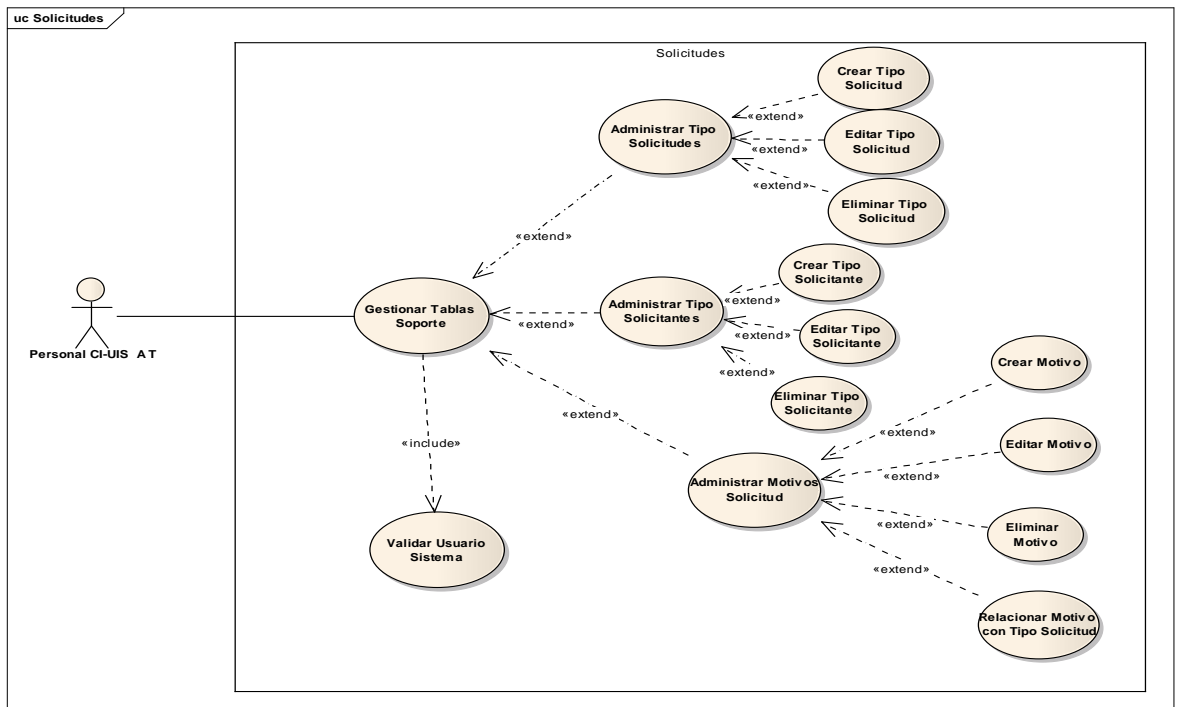 uc Solicitudes
Solicitudes
Crear Tipo
Solicitud
«extend»
Administrar Tipo
Solicitudes
Editar Tipo
Solicitud
«extend»
«extend»
Eliminar Tipo
Solicitud
«extend»
Crear Tipo
Solicitante
«extend»
Gestionar Tablas
Soporte
Administrar Tipo
Solicitantes
«extend»
Editar Tipo
Solicitante
«extend»
Personal CI-UIS A T
«extend»
Eliminar Tipo
Solicitante
Crear Motivo
«extend»
«extend»
Editar Motivo
«include»
Administrar Motivos
Solicitud
«extend»
«extend»
Eliminar
Motivo
Validar Usuario
Sistema
«extend»
Relacionar Motivo
con Tipo Solicitud